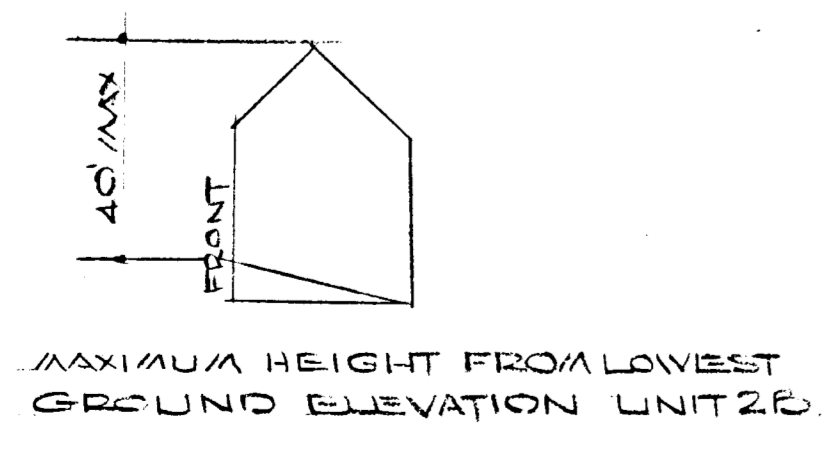 40' MAX
FRONT
MAXIMUM HEIGHT FROM LOWEST
GROUND ELEVATION UNIT 2B.